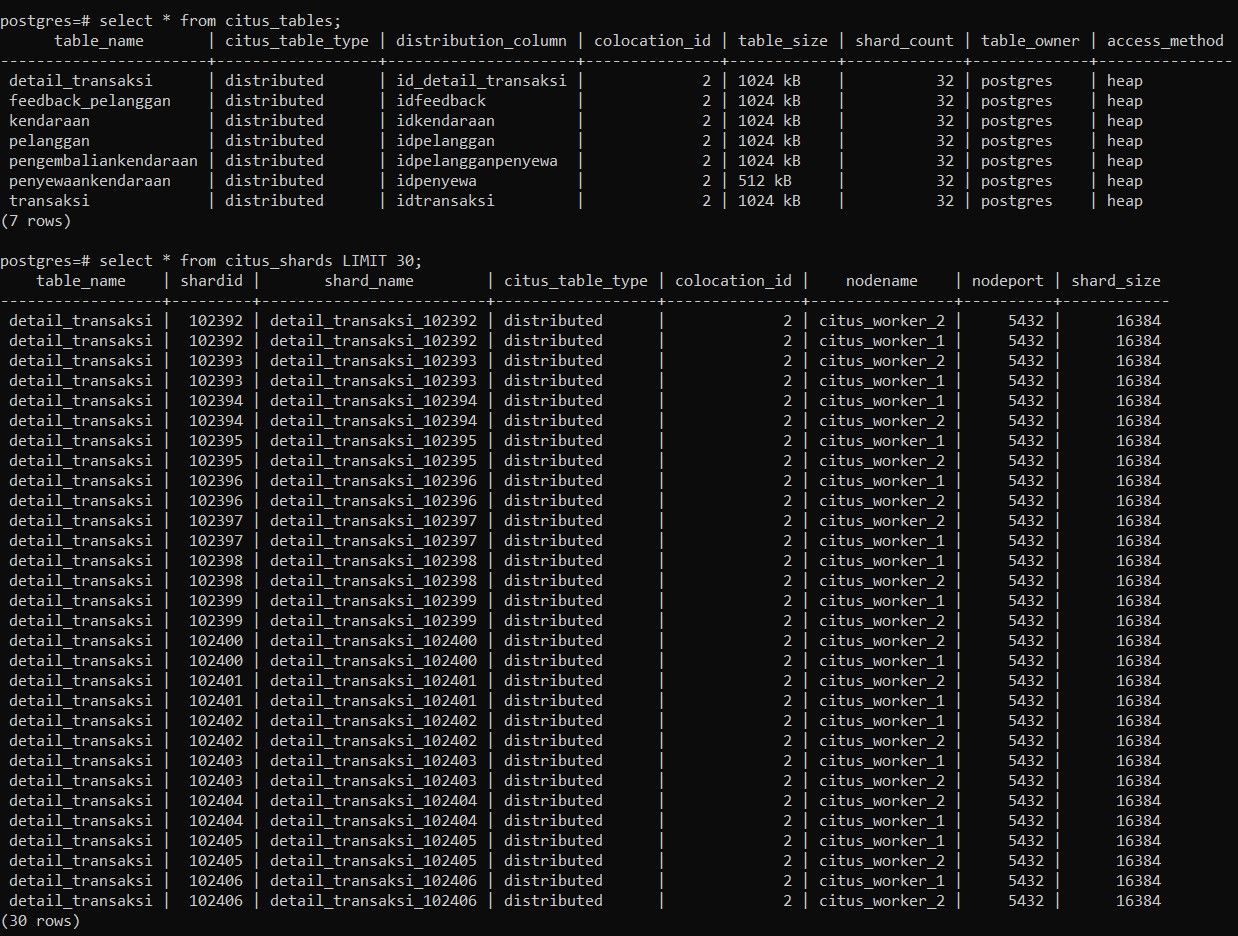 postgres=# select * from citus_tables;
      table_name       | citus_table_type | distribution_column | colocation_id | table_size | shard_count | table_owner | access_method
-----------------------+------------------+---------------------+---------------+------------+-------------+-------------+---------------
 detail_transaksi      | distributed      | id_detail_transaksi |             2 | 1024 kB    |          32 | postgres    | heap
 feedback_pelanggan    | distributed      | idfeedback          |             2 | 1024 kB    |          32 | postgres    | heap
 kendaraan             | distributed      | idkendaraan         |             2 | 1024 kB    |          32 | postgres    | heap
 pelanggan             | distributed      | idpelanggan         |             2 | 1024 kB    |          32 | postgres    | heap
 pengembaliankendaraan | distributed      | idpelangganpenyewa  |             2 | 1024 kB    |          32 | postgres    | heap
 penyewaankendaraan    | distributed      | idpenyewa           |             2 | 512 kB     |          32 | postgres    | heap
 transaksi             | distributed      | idtransaksi         |             2 | 1024 kB    |          32 | postgres    | heap
(7 rows)

postgres=# select * from citus_shards LIMIT 30;
    table_name    | shardid |       shard_name        | citus_table_type | colocation_id |    nodename    | nodeport | shard_size
------------------+---------+-------------------------+------------------+---------------+----------------+----------+------------
 detail_transaksi |  102392 | detail_transaksi_102392 | distributed      |             2 | citus_worker_2 |     5432 |      16384
 detail_transaksi |  102392 | detail_transaksi_102392 | distributed      |             2 | citus_worker_1 |     5432 |      16384
 detail_transaksi |  102393 | detail_transaksi_102393 | distributed      |             2 | citus_worker_2 |     5432 |      16384
 detail_transaksi |  102393 | detail_transaksi_102393 | distributed      |             2 | citus_worker_1 |     5432 |      16384
 detail_transaksi |  102394 | detail_transaksi_102394 | distributed      |             2 | citus_worker_1 |     5432 |      16384
 detail_transaksi |  102394 | detail_transaksi_102394 | distributed      |             2 | citus_worker_2 |     5432 |      16384
 detail_transaksi |  102395 | detail_transaksi_102395 | distributed      |             2 | citus_worker_1 |     5432 |      16384
 detail_transaksi |  102395 | detail_transaksi_102395 | distributed      |             2 | citus_worker_2 |     5432 |      16384
 detail_transaksi |  102396 | detail_transaksi_102396 | distributed      |             2 | citus_worker_1 |     5432 |      16384
 detail_transaksi |  102396 | detail_transaksi_102396 | distributed      |             2 | citus_worker_2 |     5432 |      16384
 detail_transaksi |  102397 | detail_transaksi_102397 | distributed      |             2 | citus_worker_2 |     5432 |      16384
 detail_transaksi |  102397 | detail_transaksi_102397 | distributed      |             2 | citus_worker_1 |     5432 |      16384
 detail_transaksi |  102398 | detail_transaksi_102398 | distributed      |             2 | citus_worker_1 |     5432 |      16384
 detail_transaksi |  102398 | detail_transaksi_102398 | distributed      |             2 | citus_worker_2 |     5432 |      16384
 detail_transaksi |  102399 | detail_transaksi_102399 | distributed      |             2 | citus_worker_1 |     5432 |      16384
 detail_transaksi |  102399 | detail_transaksi_102399 | distributed      |             2 | citus_worker_2 |     5432 |      16384
 detail_transaksi |  102400 | detail_transaksi_102400 | distributed      |             2 | citus_worker_2 |     5432 |      16384
 detail_transaksi |  102400 | detail_transaksi_102400 | distributed      |             2 | citus_worker_1 |     5432 |      16384
 detail_transaksi |  102401 | detail_transaksi_102401 | distributed      |             2 | citus_worker_2 |     5432 |      16384
 detail_transaksi |  102401 | detail_transaksi_102401 | distributed      |             2 | citus_worker_1 |     5432 |      16384
 detail_transaksi |  102402 | detail_transaksi_102402 | distributed      |             2 | citus_worker_1 |     5432 |      16384
 detail_transaksi |  102402 | detail_transaksi_102402 | distributed      |             2 | citus_worker_2 |     5432 |      16384
 detail_transaksi |  102403 | detail_transaksi_102403 | distributed      |             2 | citus_worker_1 |     5432 |      16384
 detail_transaksi |  102403 | detail_transaksi_102403 | distributed      |             2 | citus_worker_2 |     5432 |      16384
 detail_transaksi |  102404 | detail_transaksi_102404 | distributed      |             2 | citus_worker_2 |     5432 |      16384
 detail_transaksi |  102404 | detail_transaksi_102404 | distributed      |             2 | citus_worker_1 |     5432 |      16384
 detail_transaksi |  102405 | detail_transaksi_102405 | distributed      |             2 | citus_worker_1 |     5432 |      16384
 detail_transaksi |  102405 | detail_transaksi_102405 | distributed      |             2 | citus_worker_2 |     5432 |      16384
 detail_transaksi |  102406 | detail_transaksi_102406 | distributed      |             2 | citus_worker_1 |     5432 |      16384
 detail_transaksi |  102406 | detail_transaksi_102406 | distributed      |             2 | citus_worker_2 |     5432 |      16384
(30 rows)